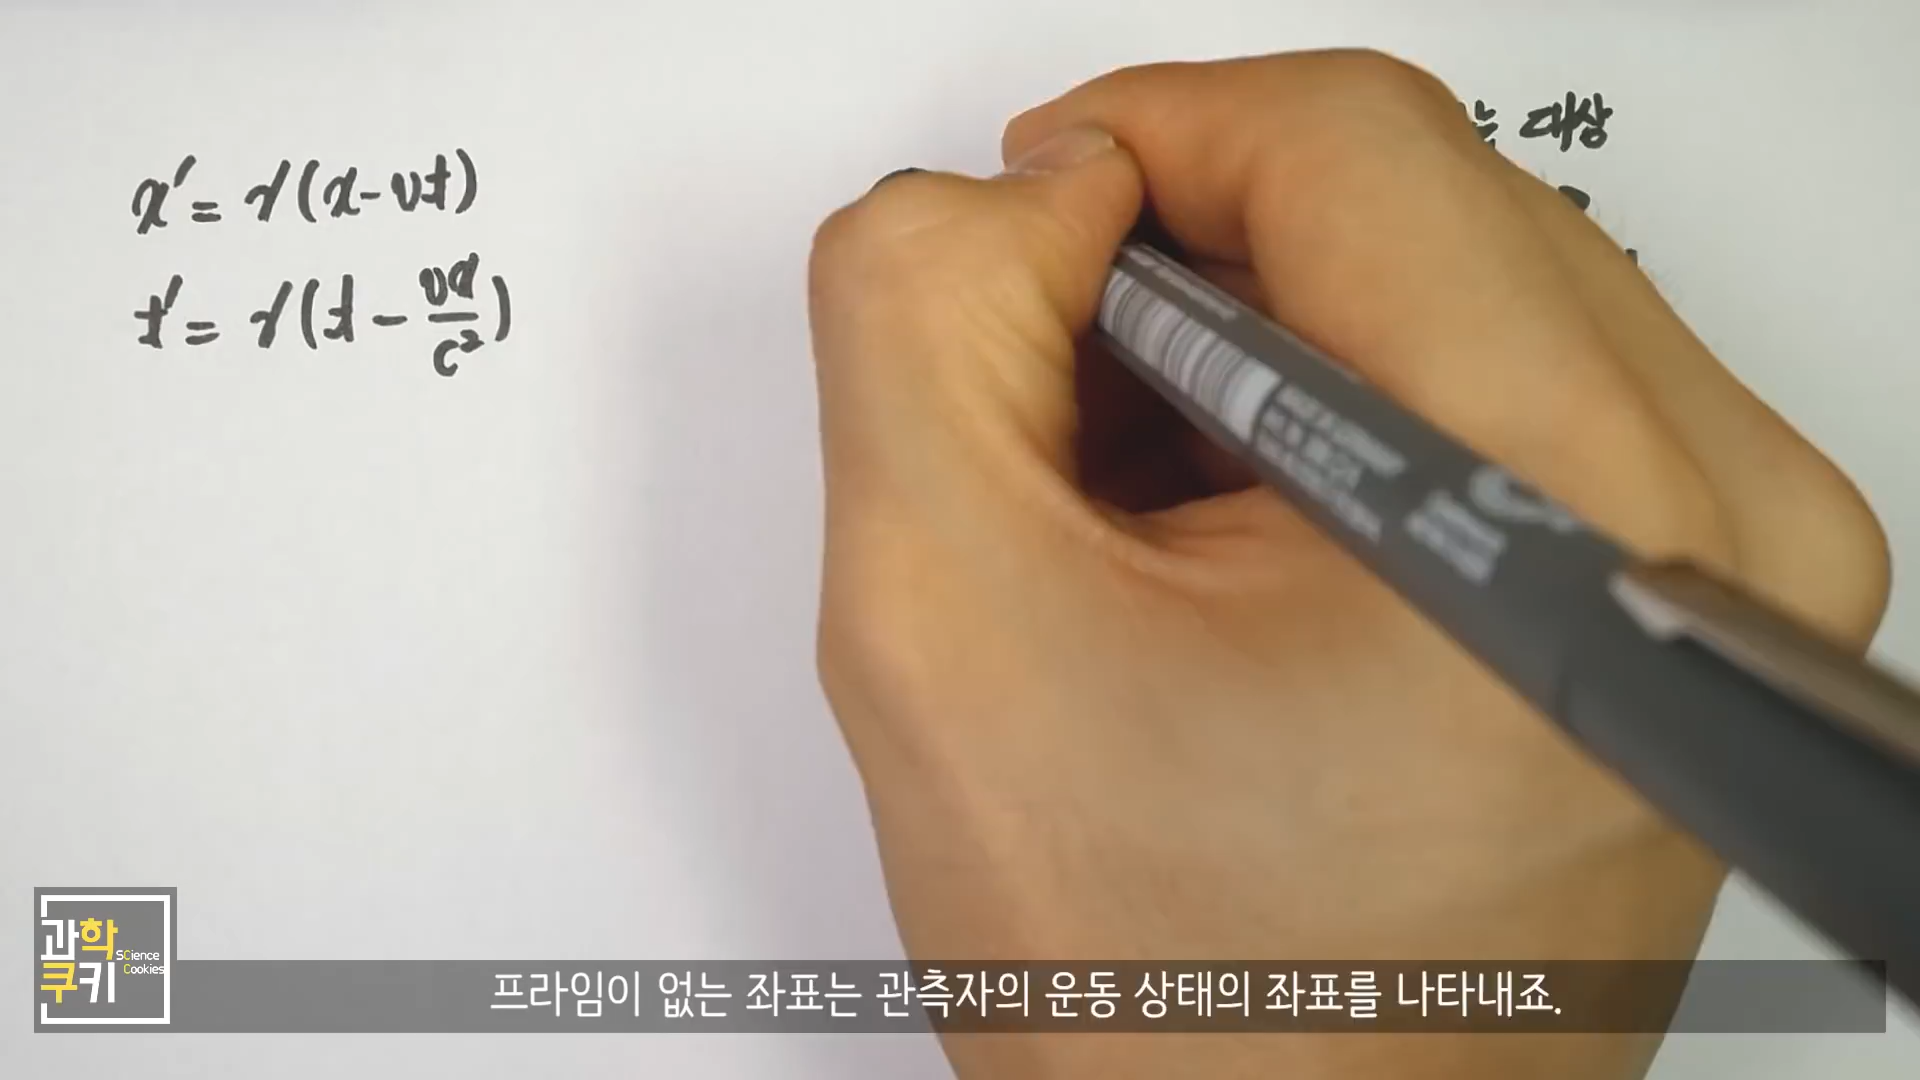 x' = γ(x-vt)
t' = γ(t - vx/c²)
는 대상
과학
쿠키
SCience
Cookies
프라임이 없는 좌표는 관측자의 운동 상태의 좌표를 나타내죠.